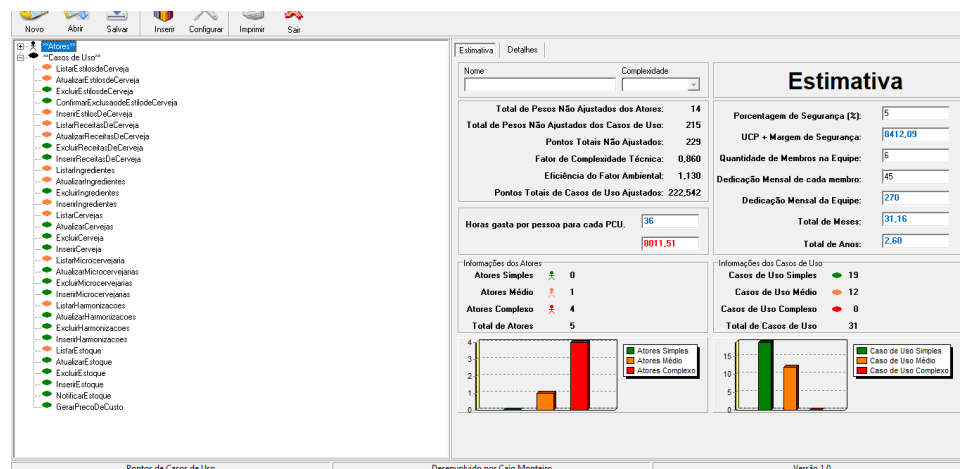 Novo Abrir Salvar Inserir Configurar Imprimir Sair
**Atores**
**Casos de Uso**
ListarEstilosdeCerveja
AtualizarEstilosdeCerveja
ExcluirEstilosdeCerveja
ConfirmarExclusaodeEstilodeCerveja
InserirEstilosDeCerveja
ListarReceitasDeCerveja
AtualizarReceitasDeCerveja
ExcluirReceitasDeCerveja
InserirReceitasDeCerveja
ListarIngredientes
AtualizarIngredientes
ExcluirIngredientes
InserirIngredientes
ListarCervejas
AtualizarCervejas
ExcluirCerveja
InserirCerveja
ListarMicrocervejaria
AtualizarMicrocervejarias
ExcluirMicrocervejarias
InserirMicrocervejarias
ListarHarmonizacoes
AtualizarHarmonizacoes
ExcluirHarmonizacoes
InserirHarmonizacoes
ListarEstoque
AtualizarEstoque
ExcluirEstoque
InserirEstoque
NotificarEstoque
GerarPrecoDeCusto
Estimativa Detalhes
Nome Complexidade
Total de Pesos Não Ajustados dos Atores: 14
Total de Pesos Não Ajustados dos Casos de Uso: 215
Pontos Totais Não Ajustados: 229
Fator de Complexidade Técnica: 0,860
Eficiência do Fator Ambiental: 1,130
Pontos Totais de Casos de Uso Ajustados: 222,542
Horas gasta por pessoa para cada PCU. 36
8011,51
Informações dos Atores
Atores Simples 0
Atores Médio 1
Atores Complexo 4
Total de Atores 5
4
3
2
1
0
Atores Simples
Atores Médio
Atores Complexo
Estimativa
Porcentagem de Segurança (%): 5
UCP + Margem de Segurança: 8412,09
Quantidade de Membros na Equipe: 6
Dedicação Mensal de cada membro: 45
Dedicação Mensal da Equipe: 270
Total de Meses: 31,16
Total de Anos: 2,60
Informações dos Casos de Uso
Casos de Uso Simples 19
Casos de Uso Médio 12
Casos de Uso Complexo 0
Total de Casos de Uso 31
15
10
5
0
Caso de Uso Simples
Caso de Uso Médio
Caso de Uso Complexo
Pontos de Casos de Uso Desenvolvido por Caio Monteiro Versão 1.0